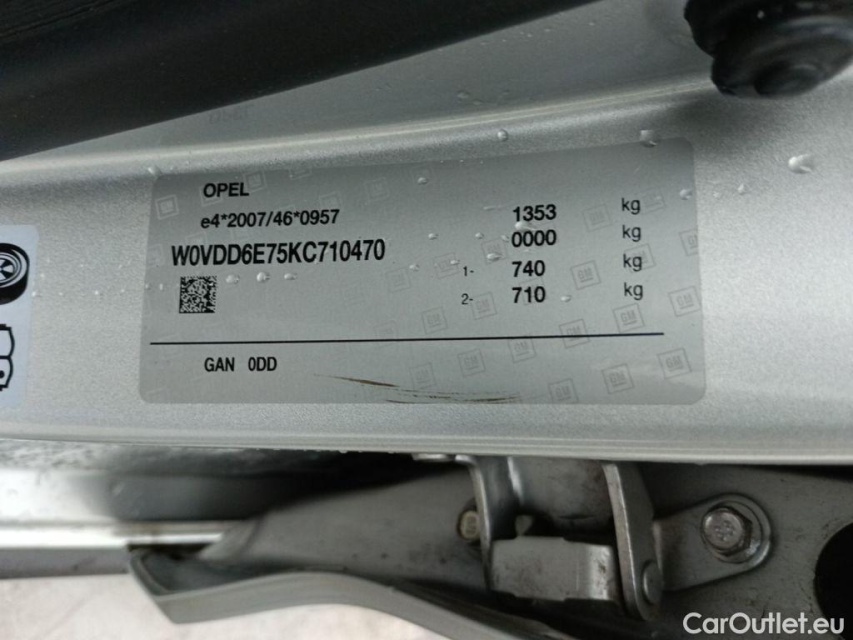 OPEL
e4*2007/46*0957 1353 kg
W0VDD6E75KC710470 0000 kg
1- 740 kg
2- 710 kg
GAN 0DD
CarOutlet.eu